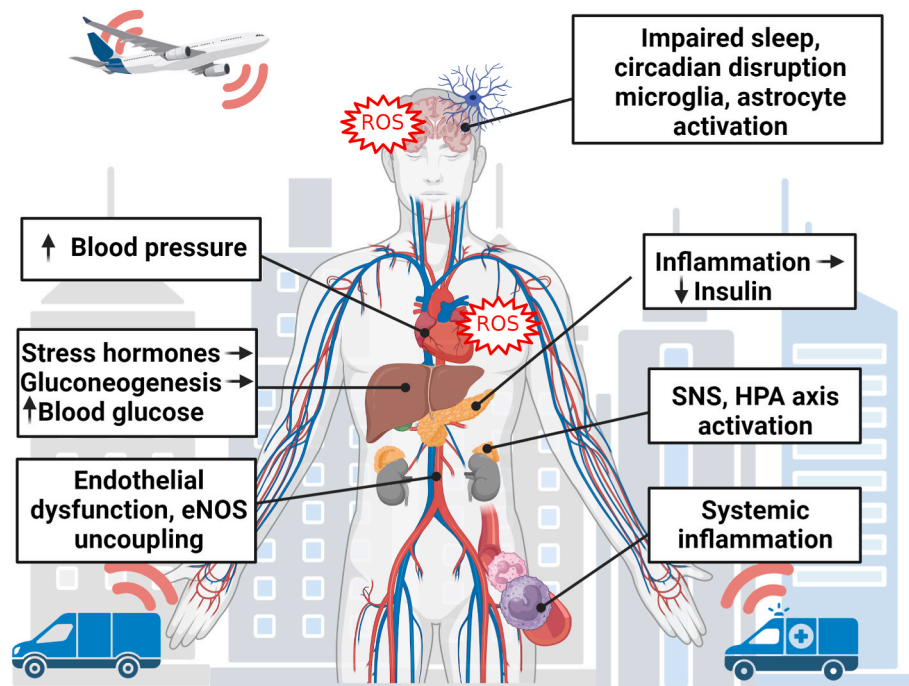 Impaired sleep,
circadian disruption
microglia, astrocyte
activation
ROS
↑ Blood pressure
Inflammation →
↓ Insulin
ROS
Stress hormones →
Gluconeogenesis →
↑Blood glucose
SNS, HPA axis
activation
Endothelial
dysfunction, eNOS
uncoupling
Systemic
inflammation